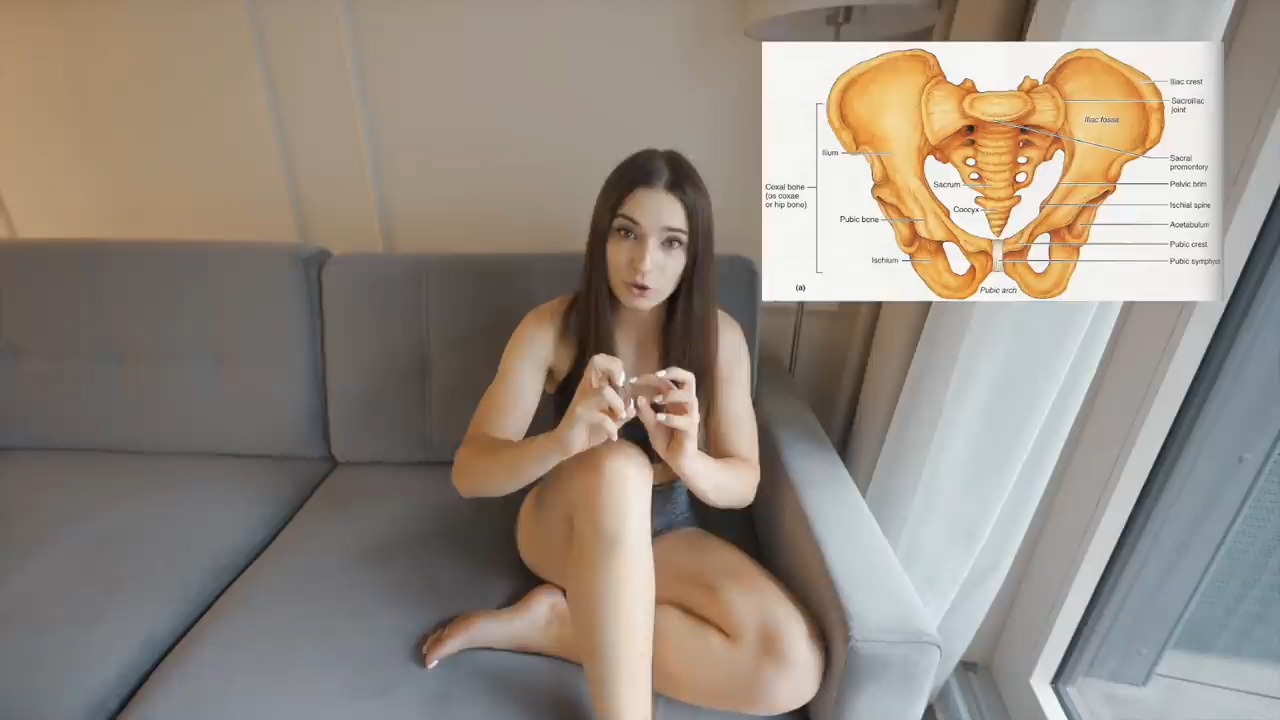 Iliac crest
Sacroiliac
joint
Iliac fossa
Ilium
Sacral
promontory
Sacrum
Pelvic brim
Coxal bone
(os coxae
or hip bone)
Ischial spine
Coccyx
Pubic bone
Acetabulum
Pubic crest
Ischium
Pubic symphysis
(a)
Pubic arch